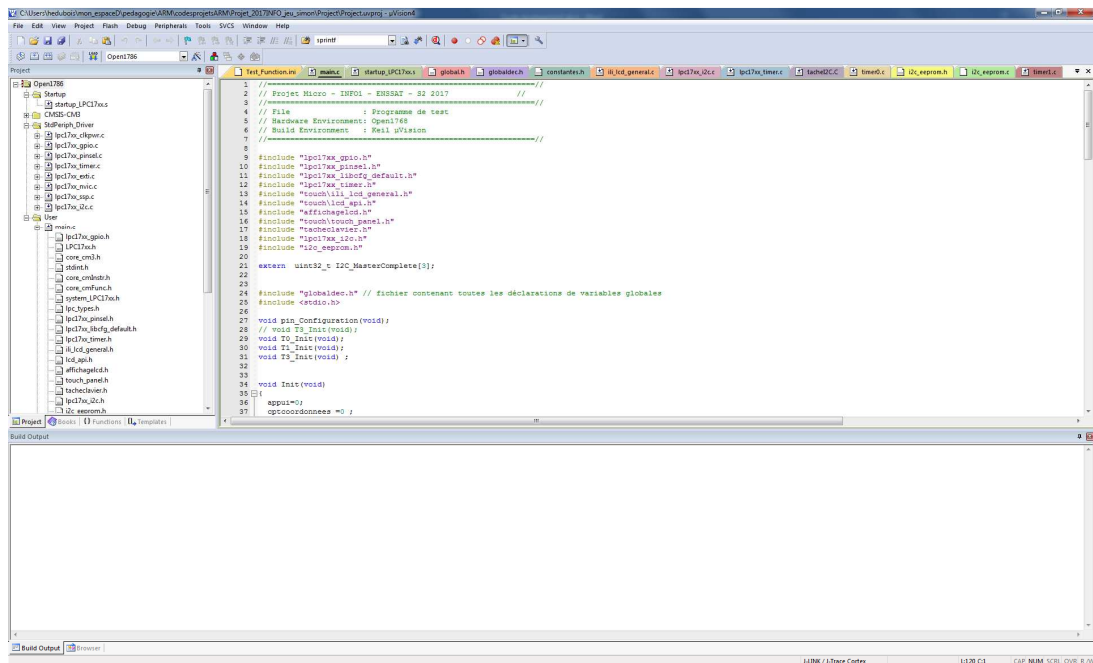 C:\Users\hedubois\mon_espaceD\pedagogie\ARM\codesprojetsARM\Projet_2017INFO_jeu_simon\Project\Project.uvproj - µVision4
File Edit View Project Flash Debug Peripherals Tools SVCS Window Help
sprintf
Open1786
Project
Test_Function.ini main.c startup_LPC17xx.s global.h globaldec.h constantes.h ili_lcd_general.c lpc17xx_i2c.c lpc17xx_timer.c tacheI2C.C timer0.c i2c_eeprom.h i2c_eeprom.c timer1.c
Open1786
Startup
startup_LPC17xx.s
CMSIS-CM3
StdPeriph_Driver
lpc17xx_clkpwr.c
lpc17xx_gpio.c
lpc17xx_pinsel.c
lpc17xx_timer.c
lpc17xx_exti.c
lpc17xx_nvic.c
lpc17xx_ssp.c
lpc17xx_i2c.c
User
main.c
lpc17xx_gpio.h
LPC17xx.h
core_cm3.h
stdint.h
core_cmInstr.h
core_cmFunc.h
system_LPC17xx.h
lpc_types.h
lpc17xx_pinsel.h
lpc17xx_libcfg_default.h
lpc17xx_timer.h
ili_lcd_general.h
lcd_api.h
affichagelcd.h
touch_panel.h
tacheclavier.h
lpc17xx_i2c.h
i2c_eeprom.h
Project Books {} Functions Templates
1 //=========================================================//
2 // Projet Micro - INFO1 - ENSSAT - S2 2017 //
3 //=========================================================//
4 // File : Programme de test
5 // Hardware Environment: Open1768
6 // Build Environment : Keil µVision
7 //=========================================================//
8
9 #include "lpc17xx_gpio.h"
10 #include "lpc17xx_pinsel.h"
11 #include "lpc17xx_libcfg_default.h"
12 #include "lpc17xx_timer.h"
13 #include "touch\ili_lcd_general.h"
14 #include "touch\lcd_api.h"
15 #include "affichagelcd.h"
16 #include "touch\touch_panel.h"
17 #include "tacheclavier.h"
18 #include "lpc17xx_i2c.h"
19 #include "i2c_eeprom.h"
20
21 extern uint32_t I2C_MasterComplete[3];
22
23
24 #include "globaldec.h" // fichier contenant toutes les déclarations de variables globales
25 #include <stdio.h>
26
27 void pin_Configuration(void);
28 // void T3_Init(void);
29 void T0_Init(void);
30 void T1_Init(void);
31 void T3_Init(void) ;
32
33
34 void Init(void)
35 {
36 appui=0;
37 cptcoordonnees =0 ;
Build Output
Build Output Browser
J-LINK / J-Trace Cortex L:120 C:1 CAP NUM SCRL OVR R/W